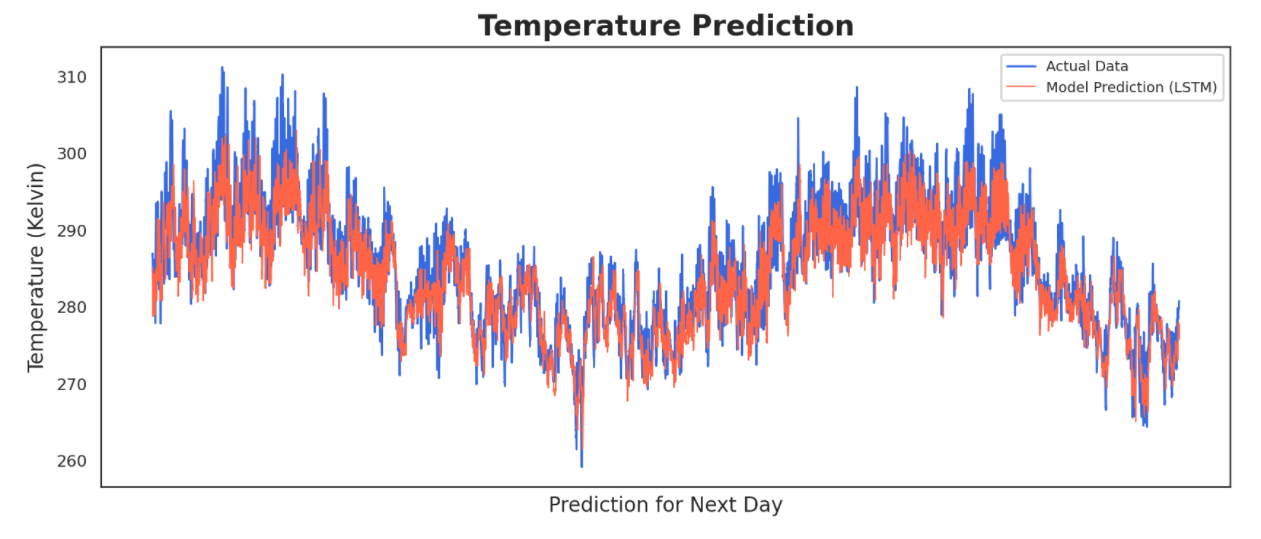 Temperature Prediction
Actual Data
Model Prediction (LSTM)
310
300
290
280
270
260
Temperature (Kelvin)
Prediction for Next Day